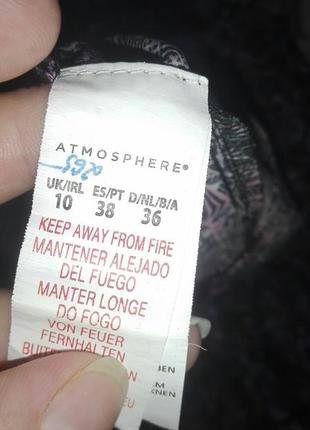 ATMOSPHERE®
UK/IRL ES/PT D/NL/B/A
10 38 36
KEEP AWAY FROM FIRE
MANTENER ALEJADO
DEL FUEGO
MANTER LONGE
DO FOGO
VON FEUER
FERNHALTEN